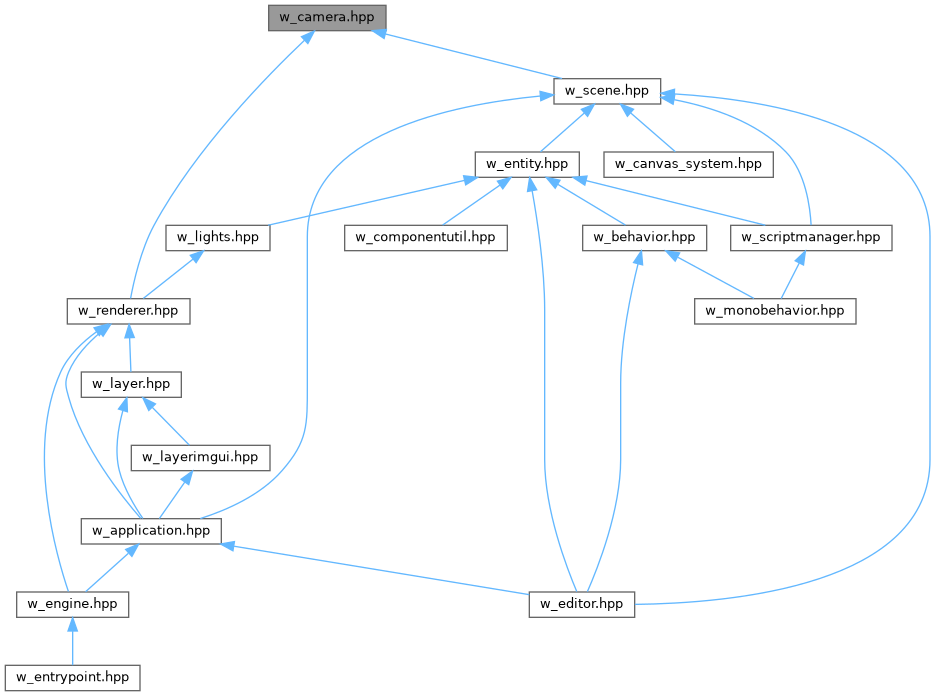 w_camera.hpp
w_scene.hpp
w_entity.hpp
w_canvas_system.hpp
w_lights.hpp
w_componentutil.hpp
w_behavior.hpp
w_scriptmanager.hpp
w_renderer.hpp
w_monobehavior.hpp
w_layer.hpp
w_layerimgui.hpp
w_application.hpp
w_engine.hpp
w_editor.hpp
w_entrypoint.hpp